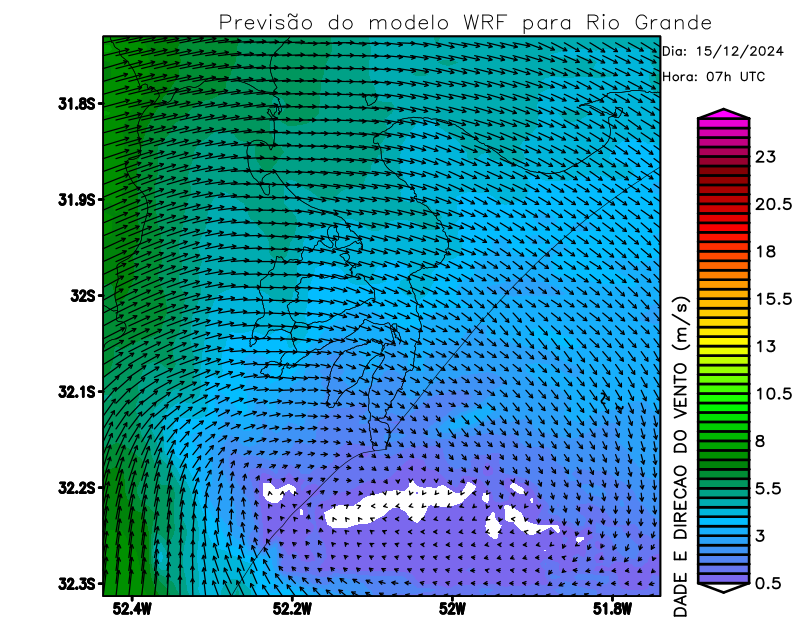 Previsão do modelo WRF para Rio Grande
Dia: 15/12/2024
Hora: 07h UTC
31.8S
31.9S
32S
32.1S
32.2S
32.3S
52.4W
52.2W
52W
51.8W
DADE E DIRECAO DO VENTO (m/s)
23
20.5
18
15.5
13
10.5
8
5.5
3
0.5